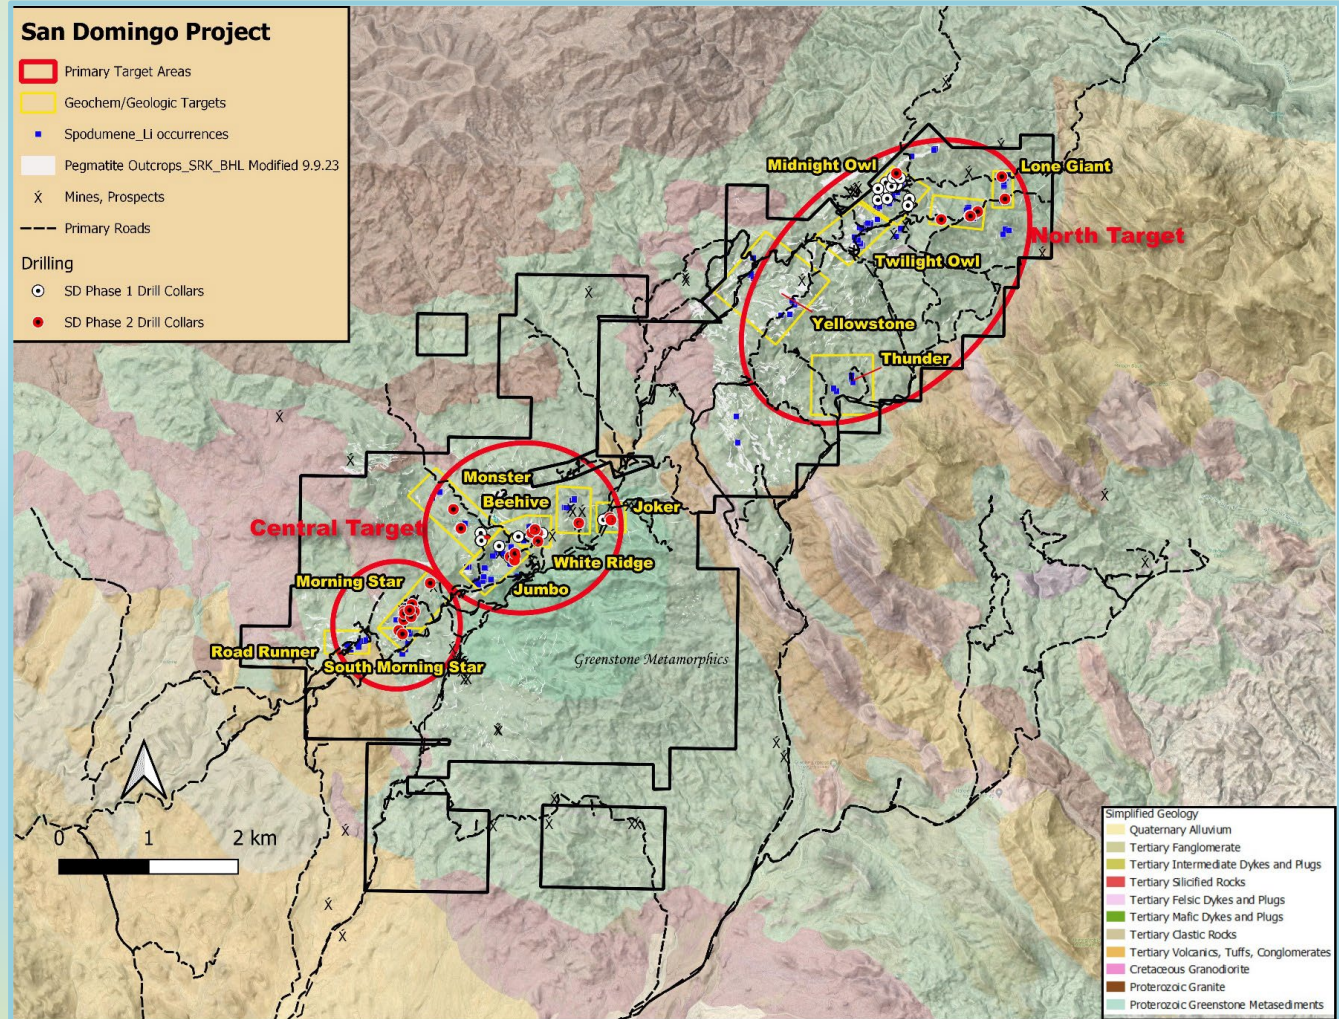 San Domingo Project
Primary Target Areas
Geochem/Geologic Targets
Spodumene_Li occurrences
Pegmatite Outcrops_SRK_BHL Modified 9.9.23
Mines, Prospects
Primary Roads
Drilling
SD Phase 1 Drill Collars
SD Phase 2 Drill Collars
Midnight Owl
Lone Giant
North Target
Twilight Owl
Yellowstone
Thunder
Monster
Beehive
Joker
Central Target
White Ridge
Jumbo
Morning Star
Road Runner
South Morning Star
Greenstone Metamorphics
0 1 2 km
Simplified Geology
Quaternary Alluvium
Tertiary Fanglomerate
Tertiary Intermediate Dykes and Plugs
Tertiary Silicified Rocks
Tertiary Felsic Dykes and Plugs
Tertiary Mafic Dykes and Plugs
Tertiary Clastic Rocks
Tertiary Volcanics, Tuffs, Conglomerates
Cretaceous Granodiorite
Proterozoic Granite
Proterozoic Greenstone Metasediments